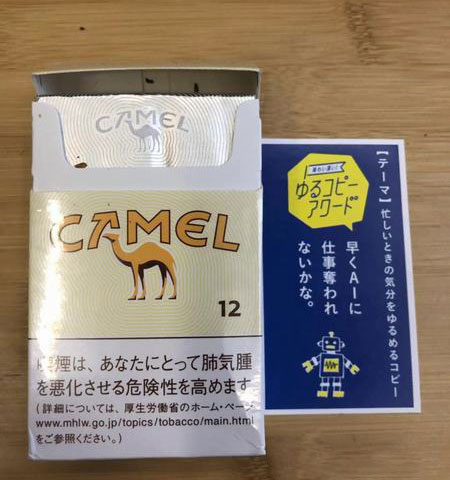 CAMEL
CAMEL
12
喫煙は、あなたにとって肺気腫
を悪化させる危険性を高めます
(詳細については、厚生労働省のホーム・ページ
www.mhlw.go.jp/topics/tobacco/main.html
をご参照ください。)
【テーマ】忙しいときの気分をゆるめるコピー
ゆるコピー
アワード
早くAIに
仕事奪われ
ないかな。